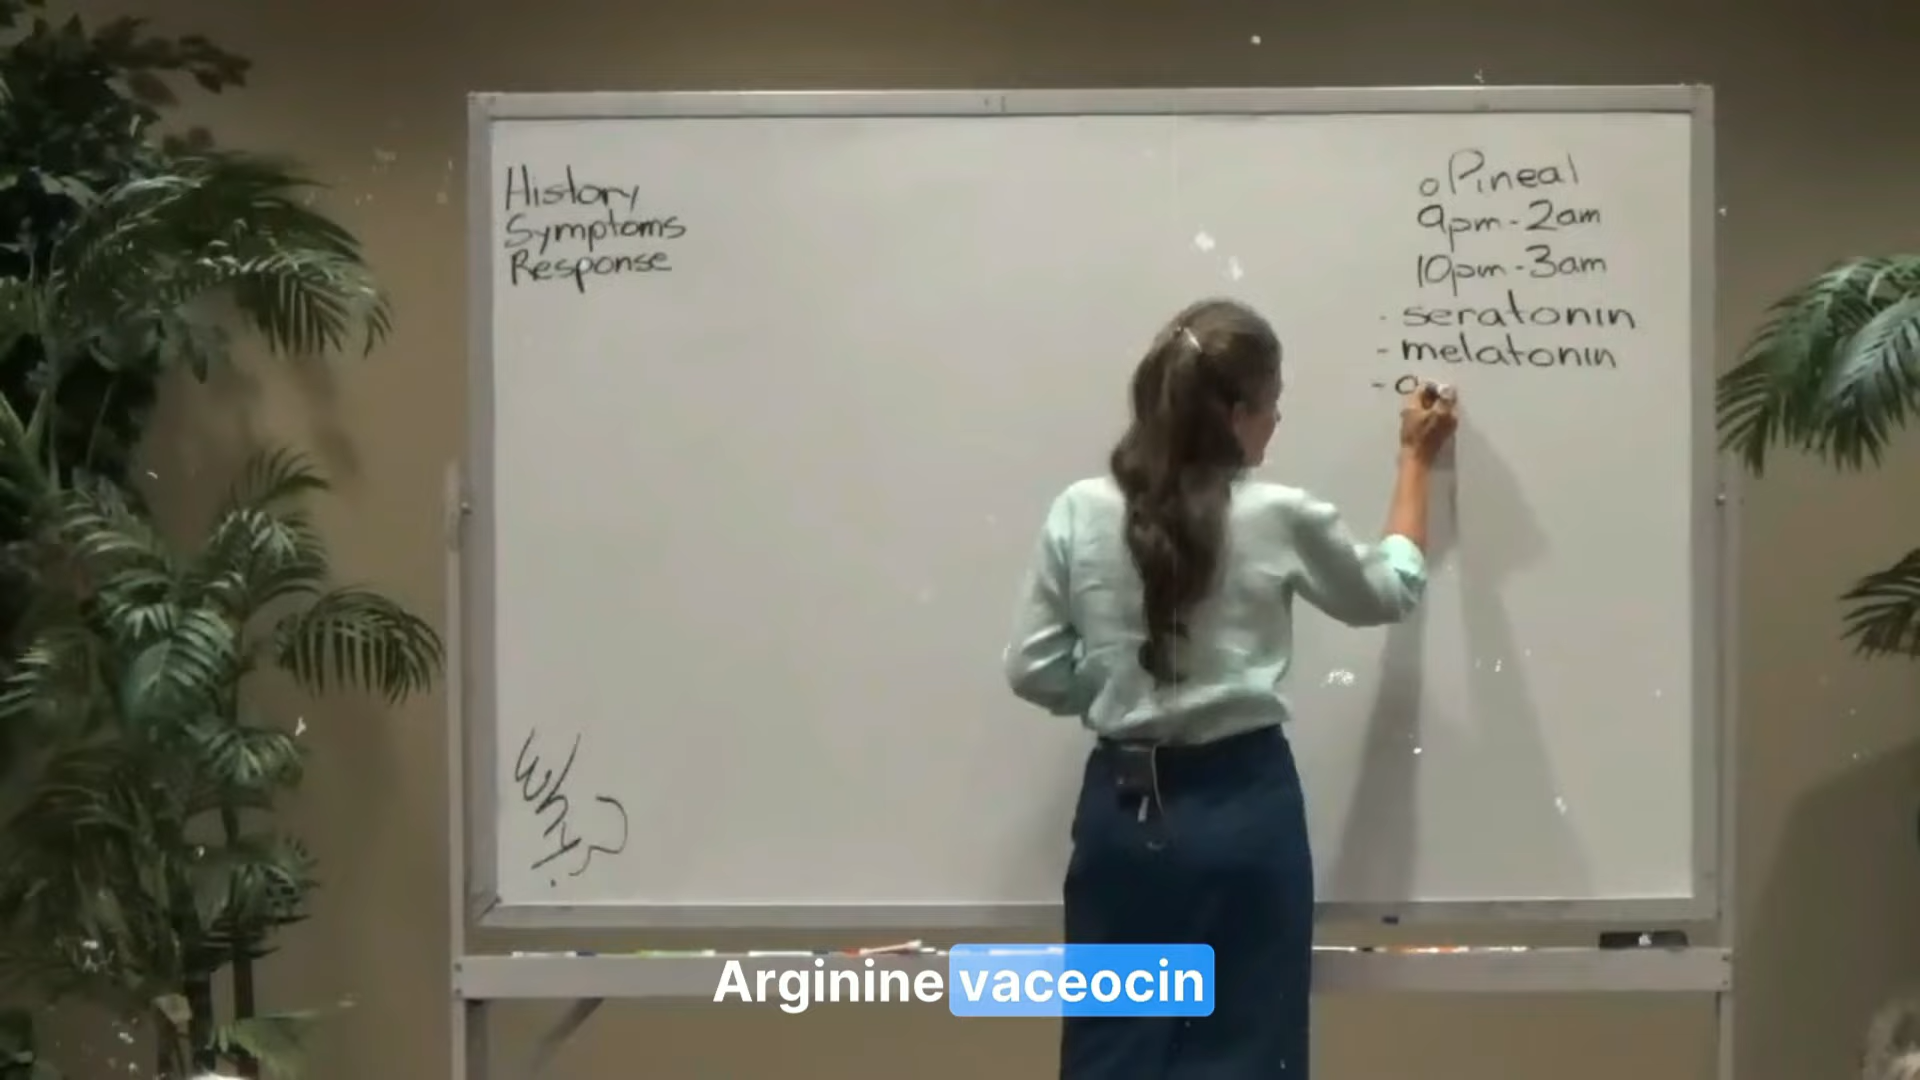 History
Symptoms
Response
o Pineal
9pm-2am
10pm-3am
- seratonin
- melatonin
Arginine vaceocin